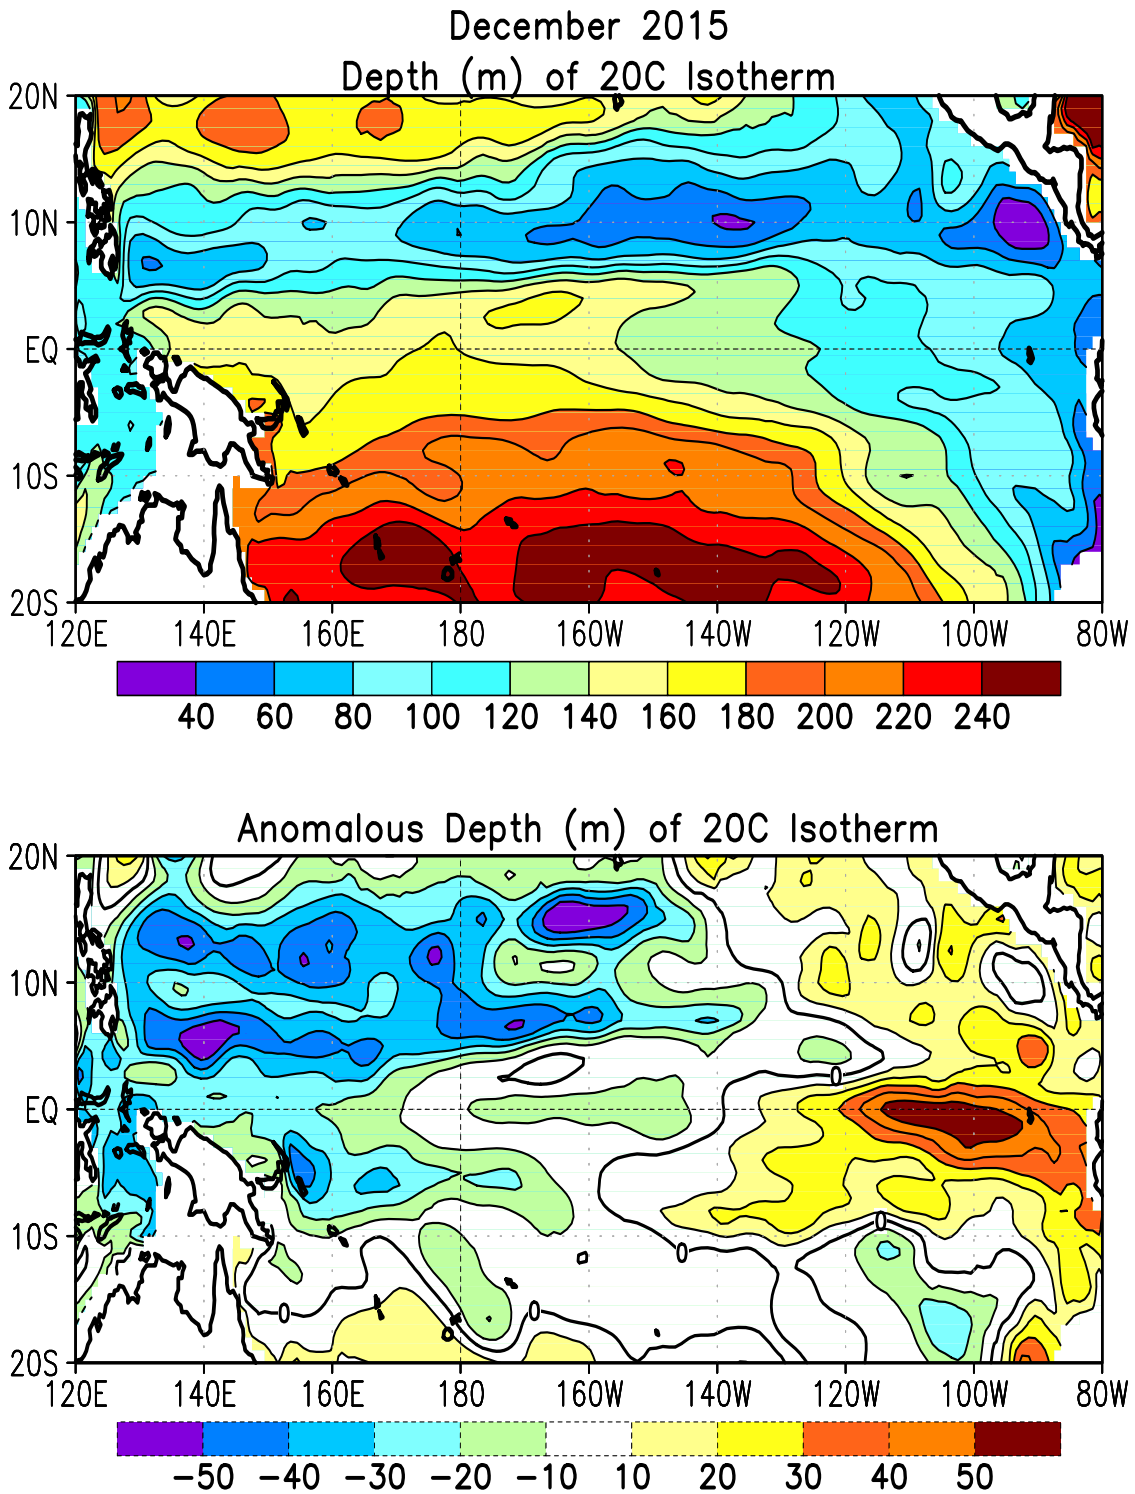 December 2015
Depth (m) of 20C Isotherm
20N
10N
EQ
10S
20S
120E 140E 160E 180 160W 140W 120W 100W 80W
40 60 80 100 120 140 160 180 200 220 240
Anomalous Depth (m) of 20C Isotherm
20N
10N
0
EQ
0
0
10S
0
0
20S
120E 140E 160E 180 160W 140W 120W 100W 80W
-50 -40 -30 -20 -10 10 20 30 40 50